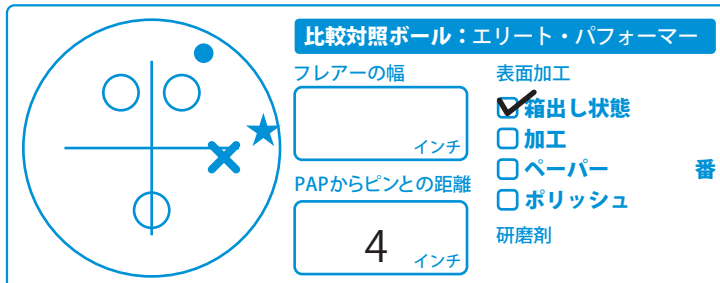 比較対照ボール：エリート・パフォーマー
フレアーの幅
インチ
PAPからピンとの距離
4 インチ
表面加工
箱出し状態
加工
ペーパー 番
ポリッシュ
研磨剤